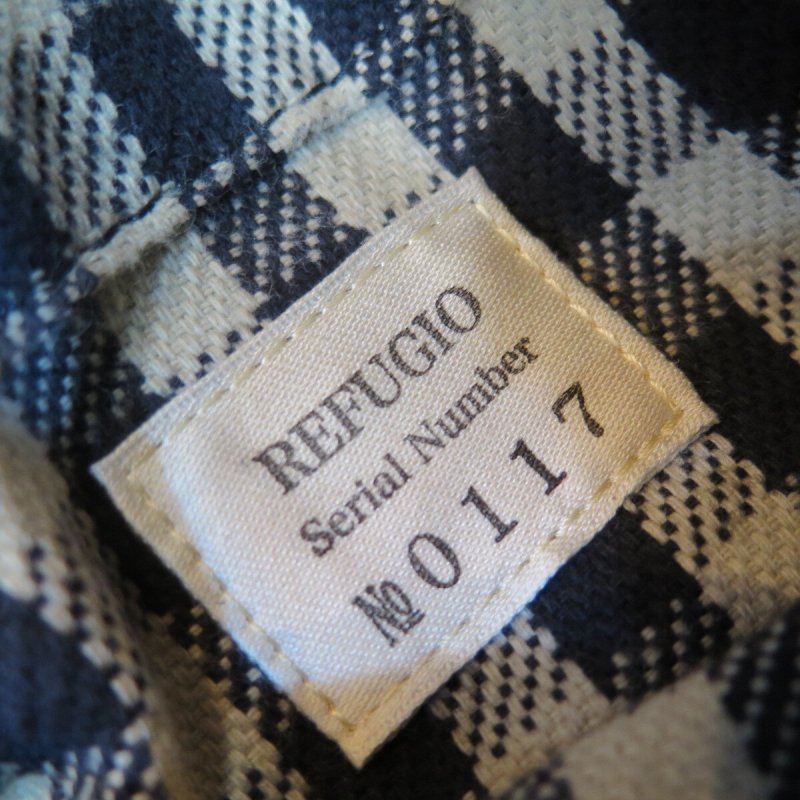 REFUGIO
Serial Number
№0117